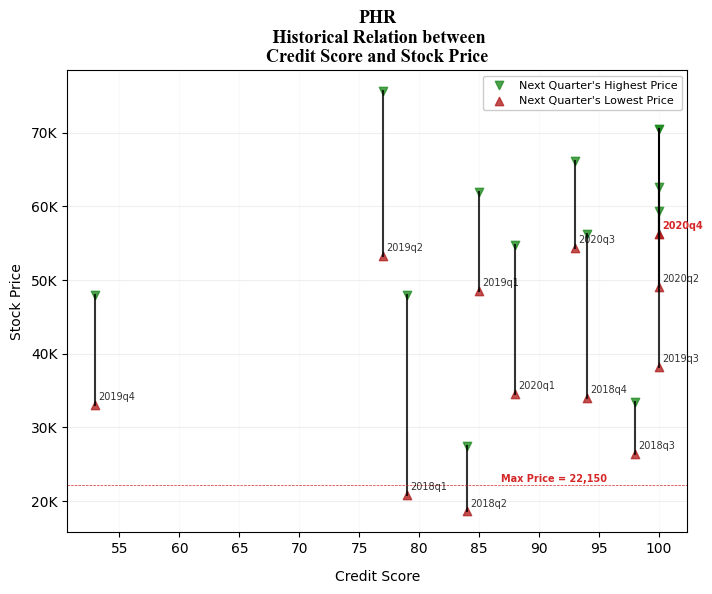 PHR
Historical Relation between
Credit Score and Stock Price
Next Quarter's Highest Price
Next Quarter's Lowest Price
70K
60K
50K
40K
30K
20K
Stock Price
2020q4
2020q3
2019q2
2020q2
2019q1
2019q3
2020q1
2018q4
2019q4
2018q3
Max Price = 22,150
2018q1
2018q2
55
60
65
70
75
80
85
90
95
100
Credit Score